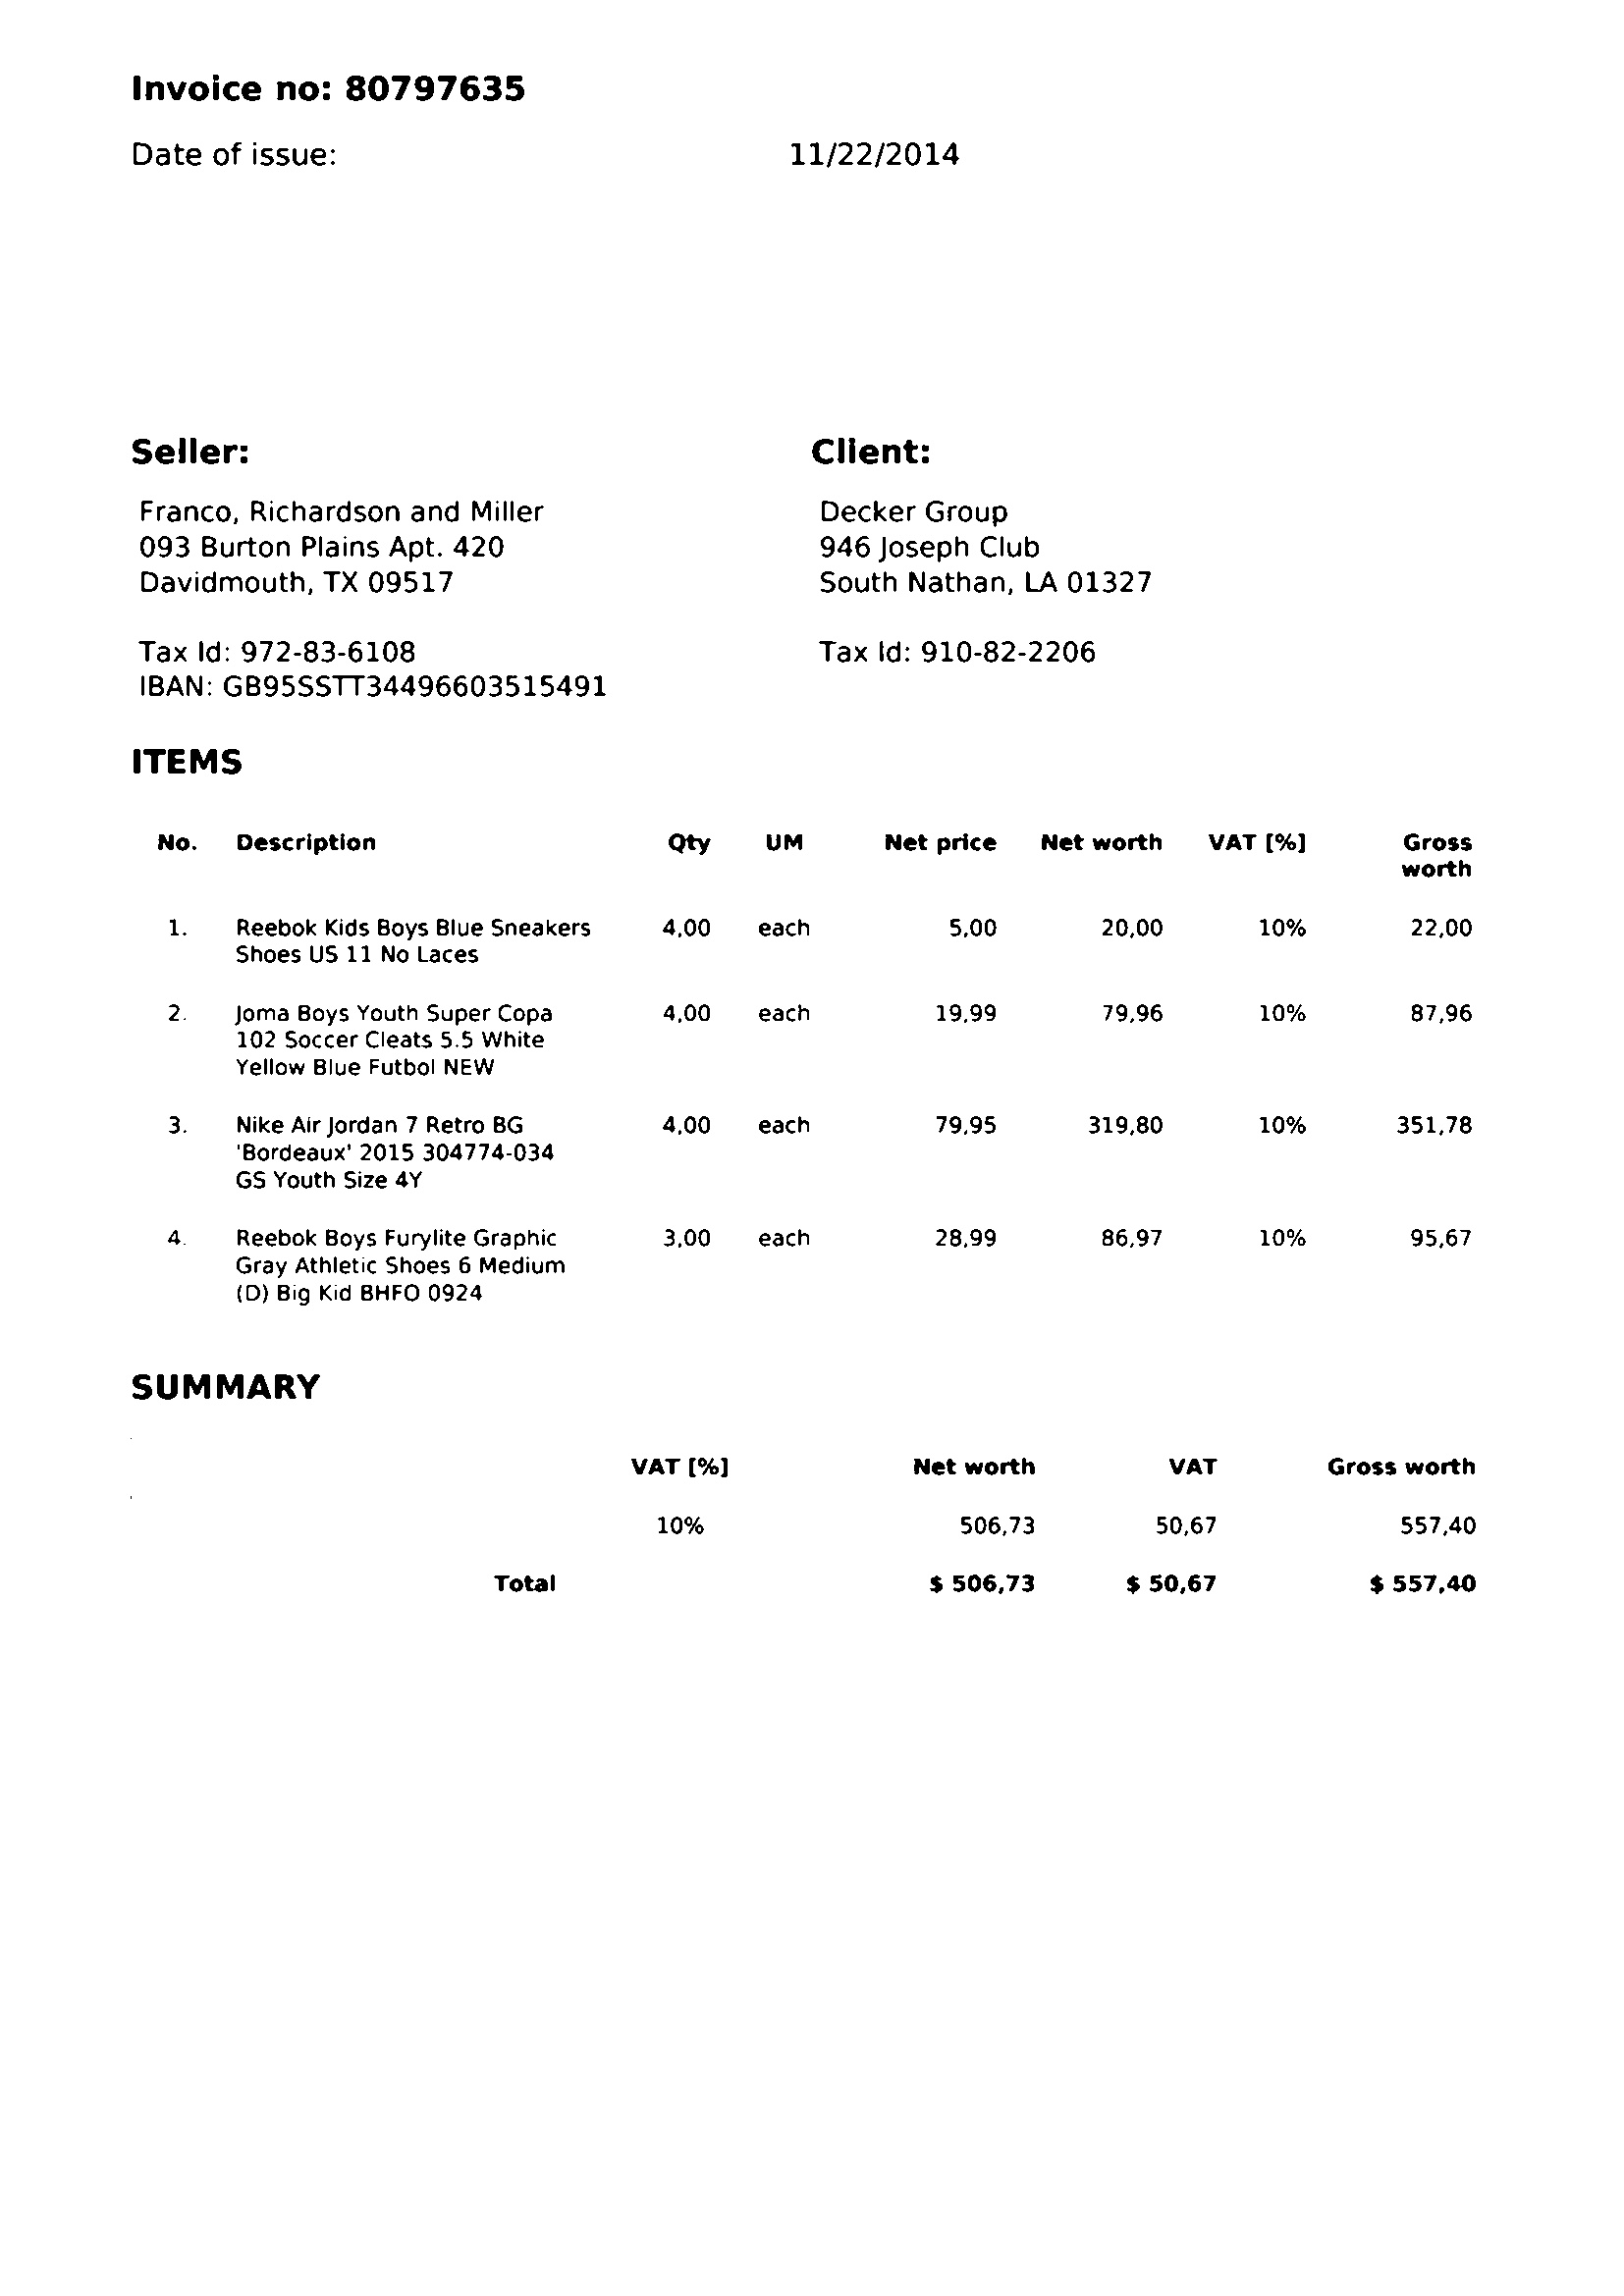 Invoice no: 80797635
Date of issue: 11/22/2014
Seller: Client:
Franco, Richardson and Miller Decker Group
093 Burton Plains Apt. 420 946 Joseph Club
Davidmouth, TX 09517 South Nathan, LA 01327
Tax Id: 972-83-6108 Tax Id: 910-82-2206
IBAN: GB95SSTT34496603515491
ITEMS
No. Description Qty UM Net price Net worth VAT [%] Gross
worth
1. Reebok Kids Boys Blue Sneakers 4,00 each 5,00 20,00 10% 22,00
Shoes US 11 No Laces
2. Joma Boys Youth Super Copa 4,00 each 19,99 79,96 10% 87,96
102 Soccer Cleats 5.5 White
Yellow Blue Futbol NEW
3. Nike Air Jordan 7 Retro BG 4,00 each 79,95 319,80 10% 351,78
'Bordeaux' 2015 304774-034
GS Youth Size 4Y
4. Reebok Boys Furylite Graphic 3,00 each 28,99 86,97 10% 95,67
Gray Athletic Shoes 6 Medium
(D) Big Kid BHFO 0924
SUMMARY
VAT [%] Net worth VAT Gross worth
10% 506,73 50,67 557,40
Total $ 506,73 $ 50,67 $ 557,40